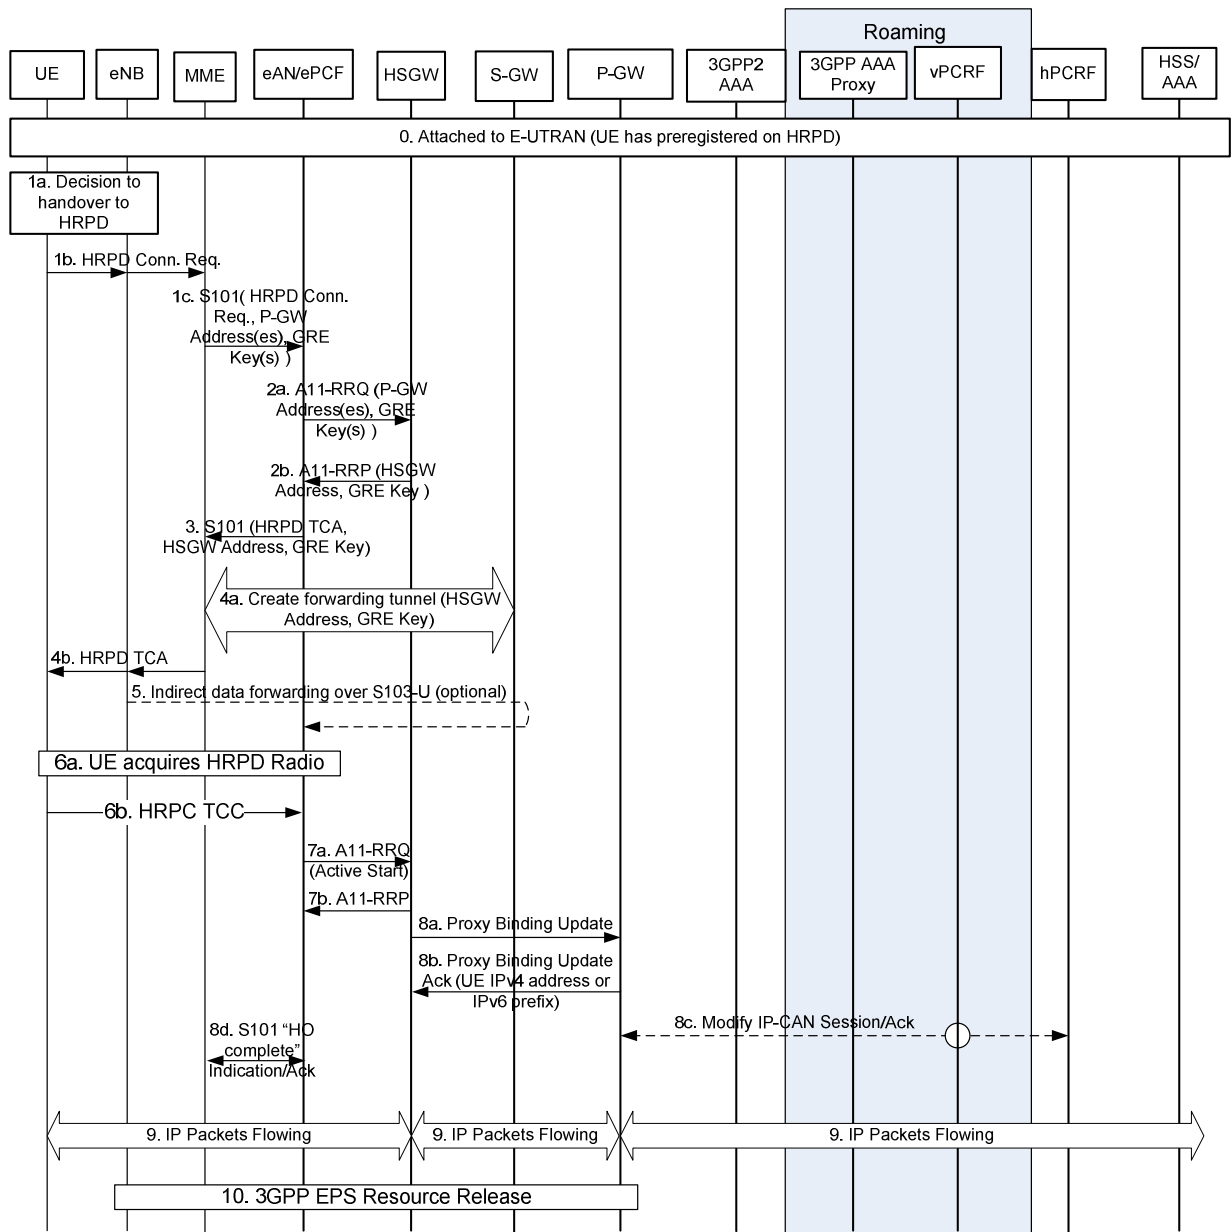 Roaming
UE
eNB
MME
eAN/ePCF
HSGW
S-GW
P-GW
3GPP2
AAA
3GPP AAA
Proxy
vPCRF
hPCRF
HSS/
AAA
0. Attached to E-UTRAN (UE has preregistered on HRPD)
1a. Decision to
handover to
HRPD
1b. HRPD Conn. Req.
1c. S101( HRPD Conn.
Req., P-GW
Address(es), GRE
Key(s) )
2a. A11-RRQ (P-GW
Address(es), GRE
Key(s) )
2b. A11-RRP (HSGW
Address, GRE Key )
3. S101 (HRPD TCA,
HSGW Address, GRE Key)
4a. Create forwarding tunnel (HSGW
Address, GRE Key)
4b. HRPD TCA
5. Indirect data forwarding over S103-U (optional)
6a. UE acquires HRPD Radio
6b. HRPC TCC
7a. A11-RRQ
(Active Start)
7b. A11-RRP
8a. Proxy Binding Update
8b. Proxy Binding Update
Ack (UE IPv4 address or
IPv6 prefix)
8c. Modify IP-CAN Session/Ack
8d. S101 “HO
complete”
Indication/Ack
9. IP Packets Flowing
9. IP Packets Flowing
9. IP Packets Flowing
10. 3GPP EPS Resource Release